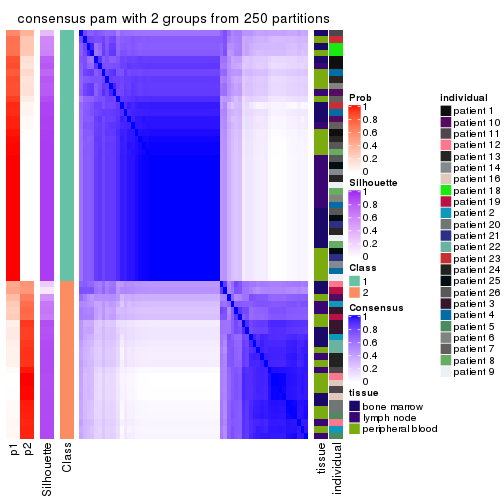 consensus pam with 2 groups from 250 partitions
Prob
1
0.8
0.6
0.4
0.2
0
Silhouette
1
0.8
0.6
0.4
0.2
0
Class
1
2
Consensus
1
0.8
0.6
0.4
0.2
0
tissue
bone marrow
lymph node
peripheral blood
individual
patient 1
patient 10
patient 11
patient 12
patient 13
patient 14
patient 16
patient 18
patient 19
patient 2
patient 20
patient 21
patient 22
patient 23
patient 24
patient 25
patient 26
patient 3
patient 4
patient 5
patient 6
patient 7
patient 8
patient 9
p1
p2
Silhouette
Class
tissue
individual